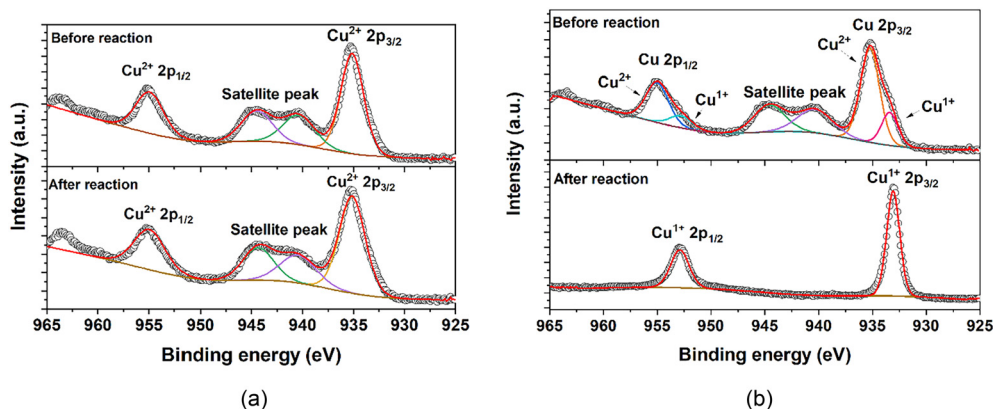 Before reaction
Cu²⁺ 2p₃/₂
Cu²⁺ 2p₁/₂
Satellite peak
After reaction
Cu²⁺ 2p₃/₂
Cu²⁺ 2p₁/₂
Satellite peak
Intensity (a.u.)
965 960 955 950 945 940 935 930 925
Binding energy (eV)
(a)
Before reaction
Cu 2p₃/₂
Cu²⁺
Cu 2p₁/₂
Cu²⁺
Cu¹⁺
Satellite peak
Cu¹⁺
After reaction
Cu¹⁺ 2p₃/₂
Cu¹⁺ 2p₁/₂
Intensity (a.u.)
965 960 955 950 945 940 935 930 925
Binding energy (eV)
(b)